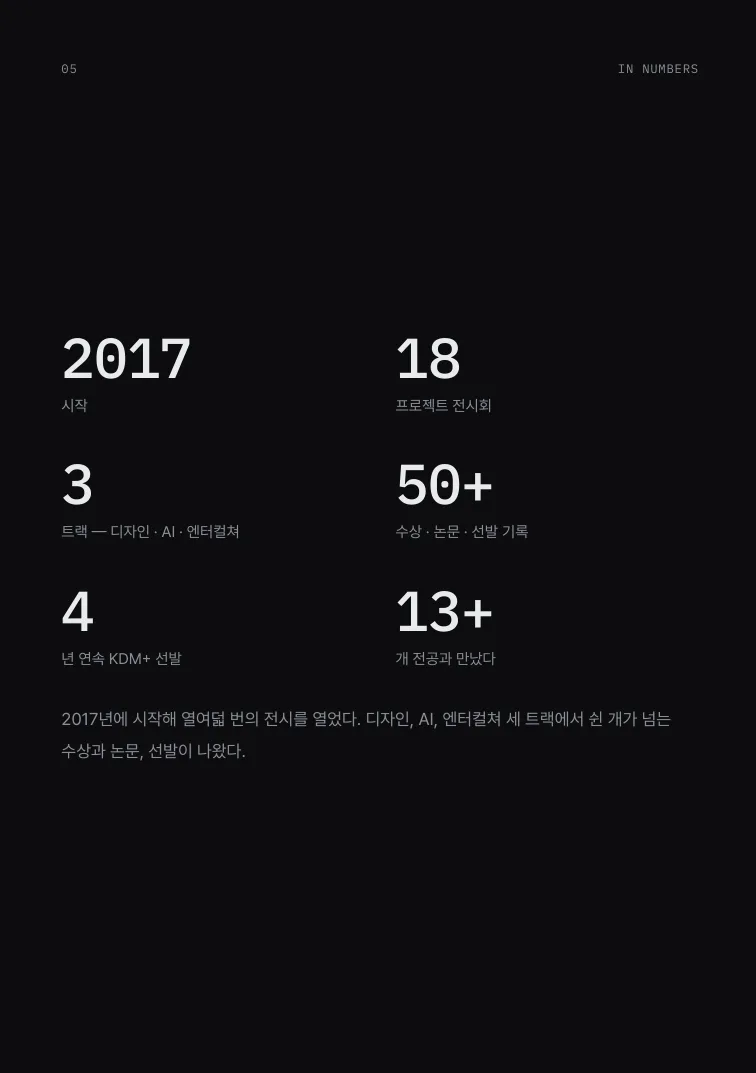 05
IN NUMBERS
2017
시작
18
프로젝트 전시회
3
트랙 — 디자인 · AI · 엔터컬쳐
50+
수상 · 논문 · 선발 기록
4
년 연속 KDM+ 선발
13+
개 전공과 만났다
2017년에 시작해 열여덟 번의 전시를 열었다. 디자인, AI, 엔터컬쳐 세 트랙에서 쉰 개가 넘는
수상과 논문, 선발이 나왔다.